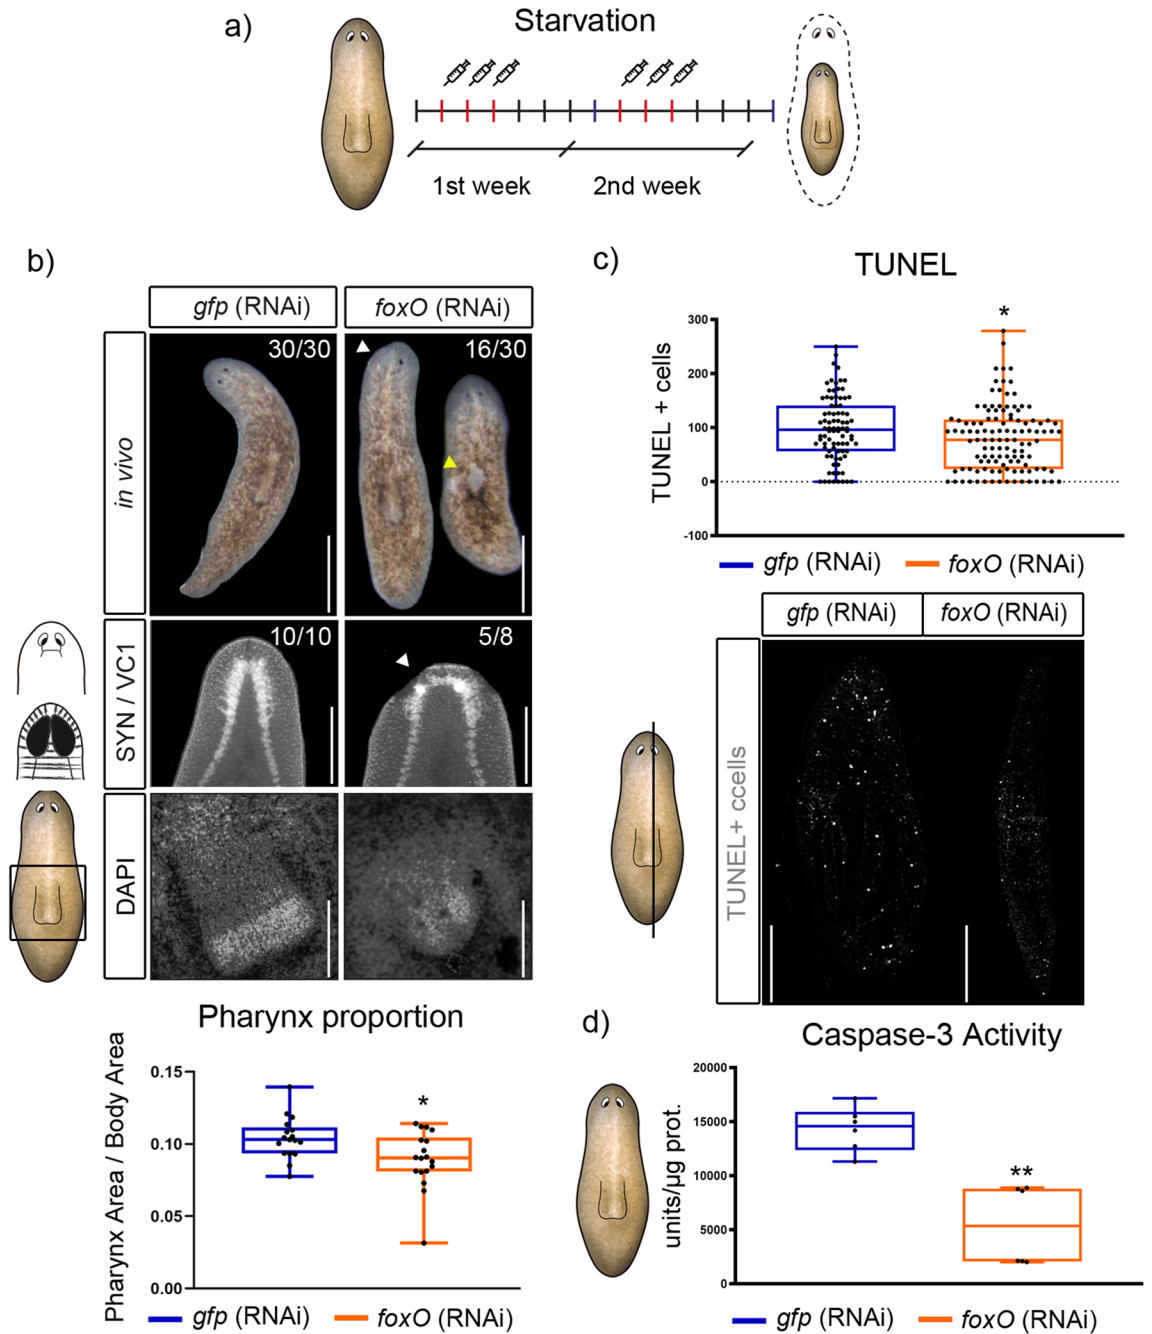 a)
Starvation
1st week
2nd week
b)
gfp (RNAi)
foxO (RNAi)
in vivo
30/30
16/30
SYN / VC1
10/10
5/8
DAPI
Pharynx proportion
Pharynx Area / Body Area
0.15
0.10
0.05
0.00
*
gfp (RNAi)
foxO (RNAi)
c)
TUNEL
TUNEL + cells
300
200
100
0
-100
*
gfp (RNAi)
foxO (RNAi)
gfp (RNAi)
foxO (RNAi)
TUNEL+ ccells
d)
Caspase-3 Activity
units/µg prot.
20000
15000
10000
5000
0
**
gfp (RNAi)
foxO (RNAi)